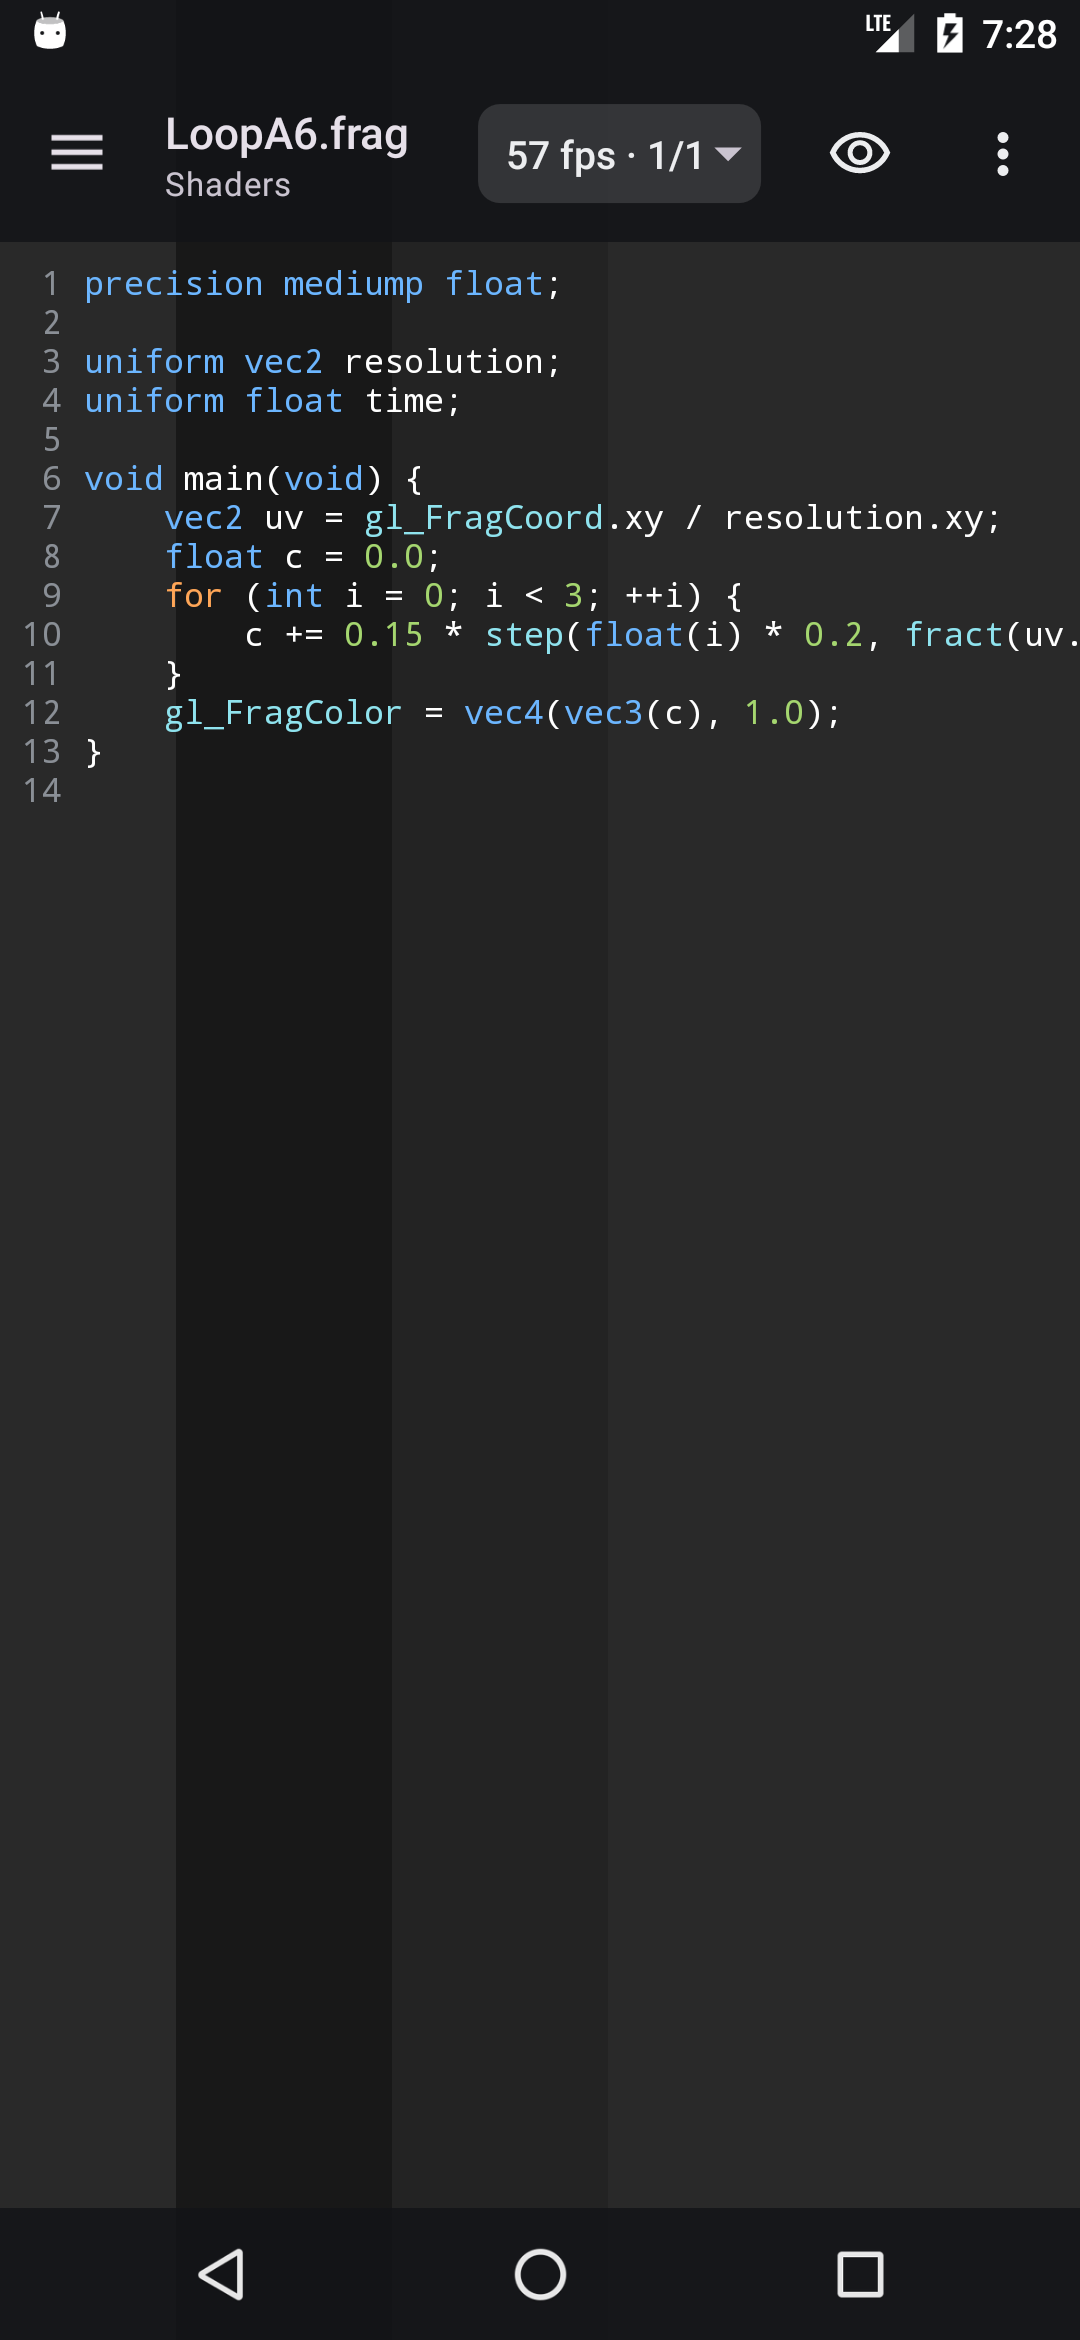 LTE 7:28
LoopA6.frag
Shaders
57 fps · 1/1
1 precision mediump float;
2
3 uniform vec2 resolution;
4 uniform float time;
5
6 void main(void) {
7     vec2 uv = gl_FragCoord.xy / resolution.xy;
8     float c = 0.0;
9     for (int i = 0; i < 3; ++i) {
10         c += 0.15 * step(float(i) * 0.2, fract(uv.
11     }
12     gl_FragColor = vec4(vec3(c), 1.0);
13 }
14